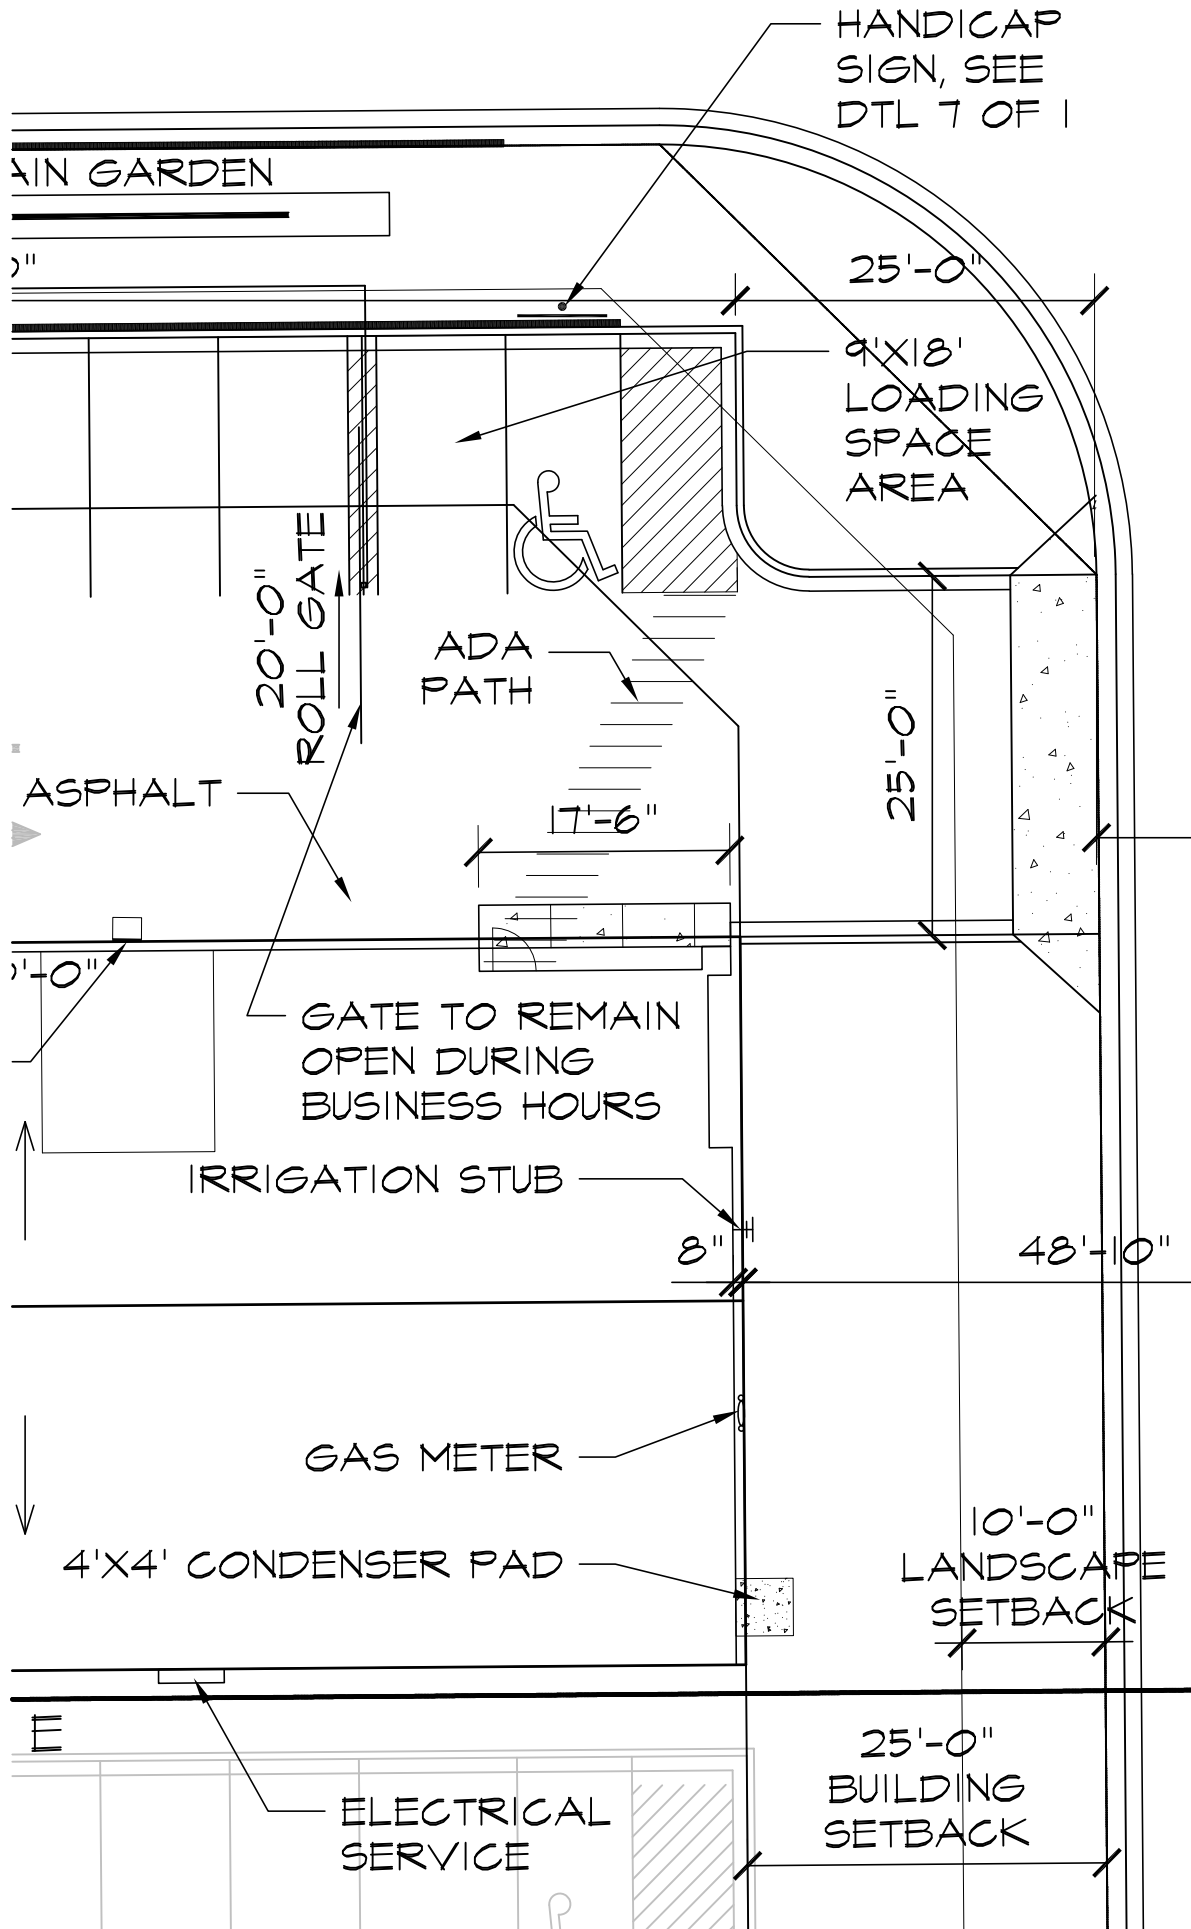 HANDICAP
SIGN, SEE
DTL 7 OF 1
AIN GARDEN
0"
25'-0"
9'X18'
LOADING
SPACE
AREA
20'-0"
ROLL GATE
ADA
PATH
25'-0"
ASPHALT
17'-6"
'-0"
GATE TO REMAIN
OPEN DURING
BUSINESS HOURS
IRRIGATION STUB
8"
48'-10"
GAS METER
10'-0"
LANDSCAPE
SETBACK
4'X4' CONDENSER PAD
E
25'-0"
BUILDING
SETBACK
ELECTRICAL
SERVICE